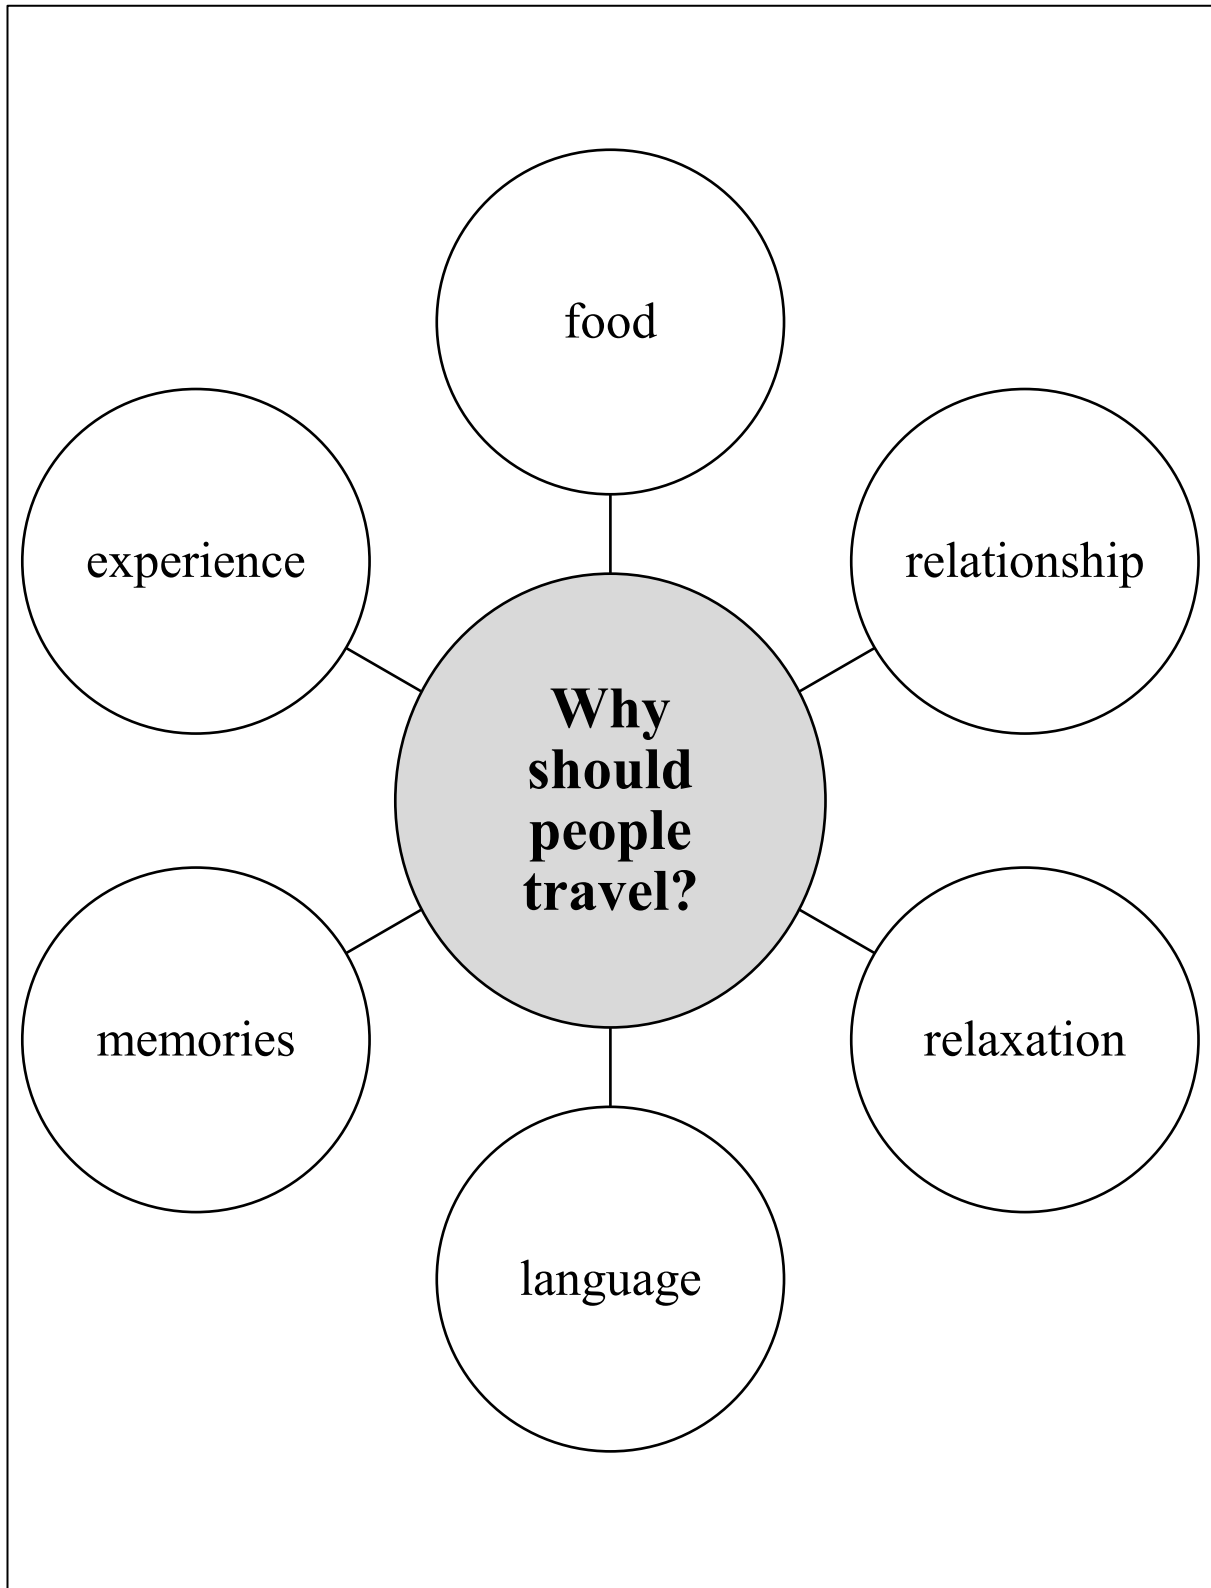 food
experience
relationship
Why
should
people
travel?
memories
relaxation
language